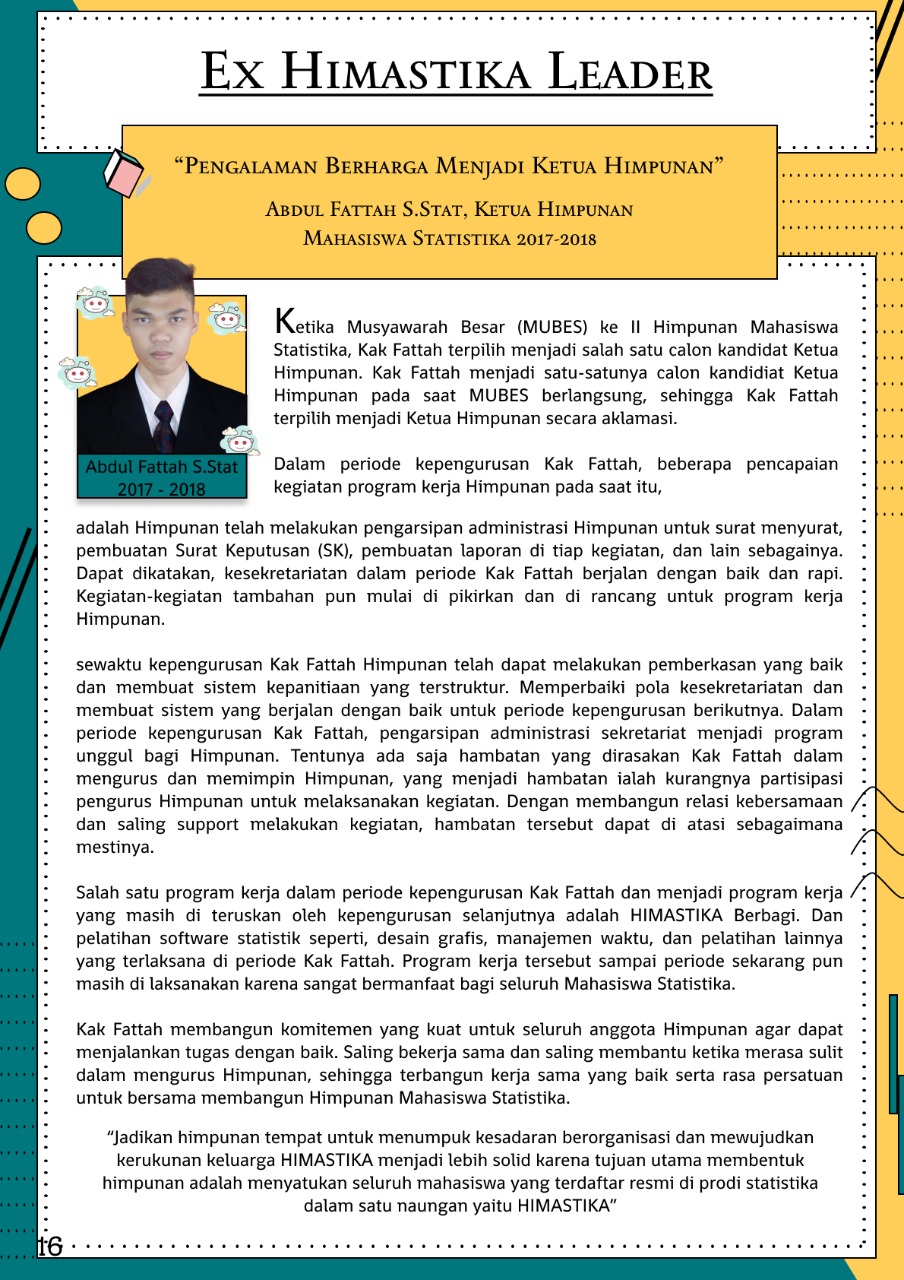 Ex Himastika Leader
“Pengalaman Berharga Menjadi Ketua Himpunan”
Abdul Fattah S.Stat, Ketua Himpunan
Mahasiswa Statistika 2017-2018
Abdul Fattah S.Stat
2017 - 2018
Ketika Musyawarah Besar (MUBES) ke II Himpunan Mahasiswa
Statistika, Kak Fattah terpilih menjadi salah satu calon kandidat Ketua
Himpunan. Kak Fattah menjadi satu-satunya calon kandidiat Ketua
Himpunan pada saat MUBES berlangsung, sehingga Kak Fattah
terpilih menjadi Ketua Himpunan secara aklamasi.
Dalam periode kepengurusan Kak Fattah, beberapa pencapaian
kegiatan program kerja Himpunan pada saat itu,
adalah Himpunan telah melakukan pengarsipan administrasi Himpunan untuk surat menyurat,
pembuatan Surat Keputusan (SK), pembuatan laporan di tiap kegiatan, dan lain sebagainya.
Dapat dikatakan, kesekretariatan dalam periode Kak Fattah berjalan dengan baik dan rapi.
Kegiatan-kegiatan tambahan pun mulai di pikirkan dan di rancang untuk program kerja
Himpunan.
sewaktu kepengurusan Kak Fattah Himpunan telah dapat melakukan pemberkasan yang baik
dan membuat sistem kepanitiaan yang terstruktur. Memperbaiki pola kesekretariatan dan
membuat sistem yang berjalan dengan baik untuk periode kepengurusan berikutnya. Dalam
periode kepengurusan Kak Fattah, pengarsipan administrasi sekretariat menjadi program
unggul bagi Himpunan. Tentunya ada saja hambatan yang dirasakan Kak Fattah dalam
mengurus dan memimpin Himpunan, yang menjadi hambatan ialah kurangnya partisipasi
pengurus Himpunan untuk melaksanakan kegiatan. Dengan membangun relasi kebersamaan
dan saling support melakukan kegiatan, hambatan tersebut dapat di atasi sebagaimana
mestinya.
Salah satu program kerja dalam periode kepengurusan Kak Fattah dan menjadi program kerja
yang masih di teruskan oleh kepengurusan selanjutnya adalah HIMASTIKA Berbagi. Dan
pelatihan software statistik seperti, desain grafis, manajemen waktu, dan pelatihan lainnya
yang terlaksana di periode Kak Fattah. Program kerja tersebut sampai periode sekarang pun
masih di laksanakan karena sangat bermanfaat bagi seluruh Mahasiswa Statistika.
Kak Fattah membangun komitemen yang kuat untuk seluruh anggota Himpunan agar dapat
menjalankan tugas dengan baik. Saling bekerja sama dan saling membantu ketika merasa sulit
dalam mengurus Himpunan, sehingga terbangun kerja sama yang baik serta rasa persatuan
untuk bersama membangun Himpunan Mahasiswa Statistika.
“Jadikan himpunan tempat untuk menumpuk kesadaran berorganisasi dan mewujudkan
kerukunan keluarga HIMASTIKA menjadi lebih solid karena tujuan utama membentuk
himpunan adalah menyatukan seluruh mahasiswa yang terdaftar resmi di prodi statistika
dalam satu naungan yaitu HIMASTIKA”
16